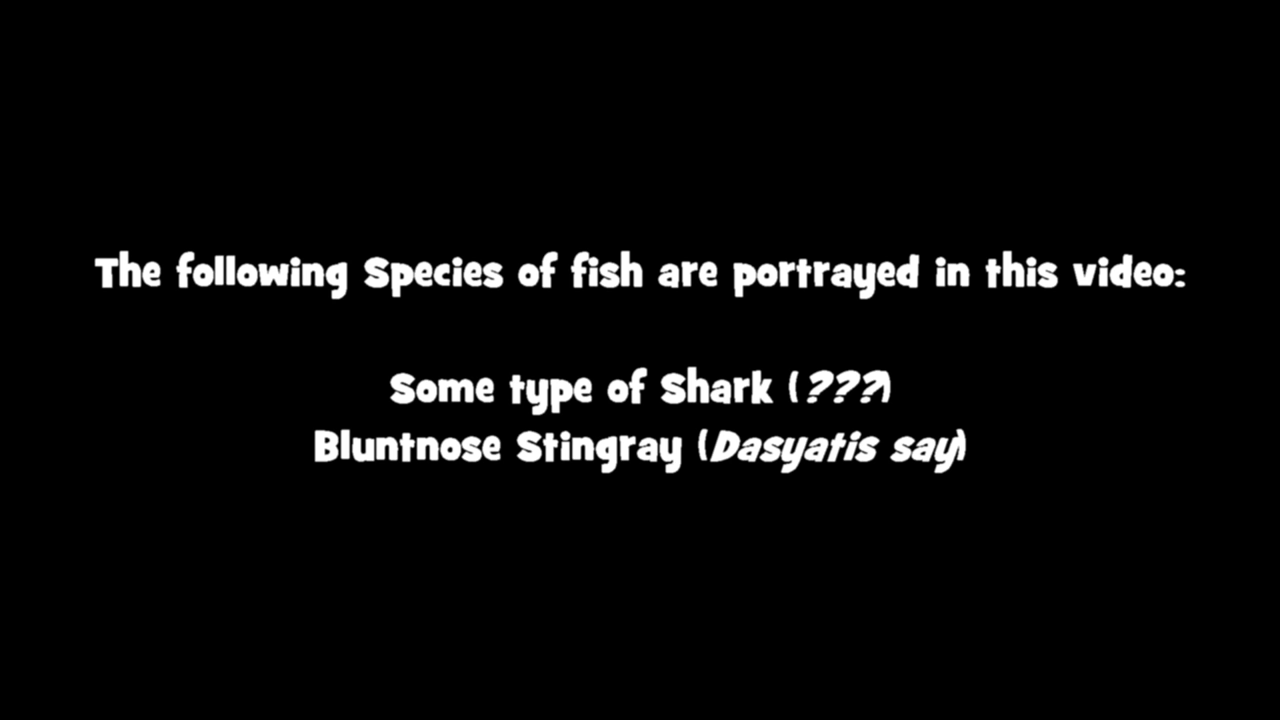 The following Species of fish are portrayed in this video:
Some type of Shark (???)
Bluntnose Stingray (Dasyatis say)